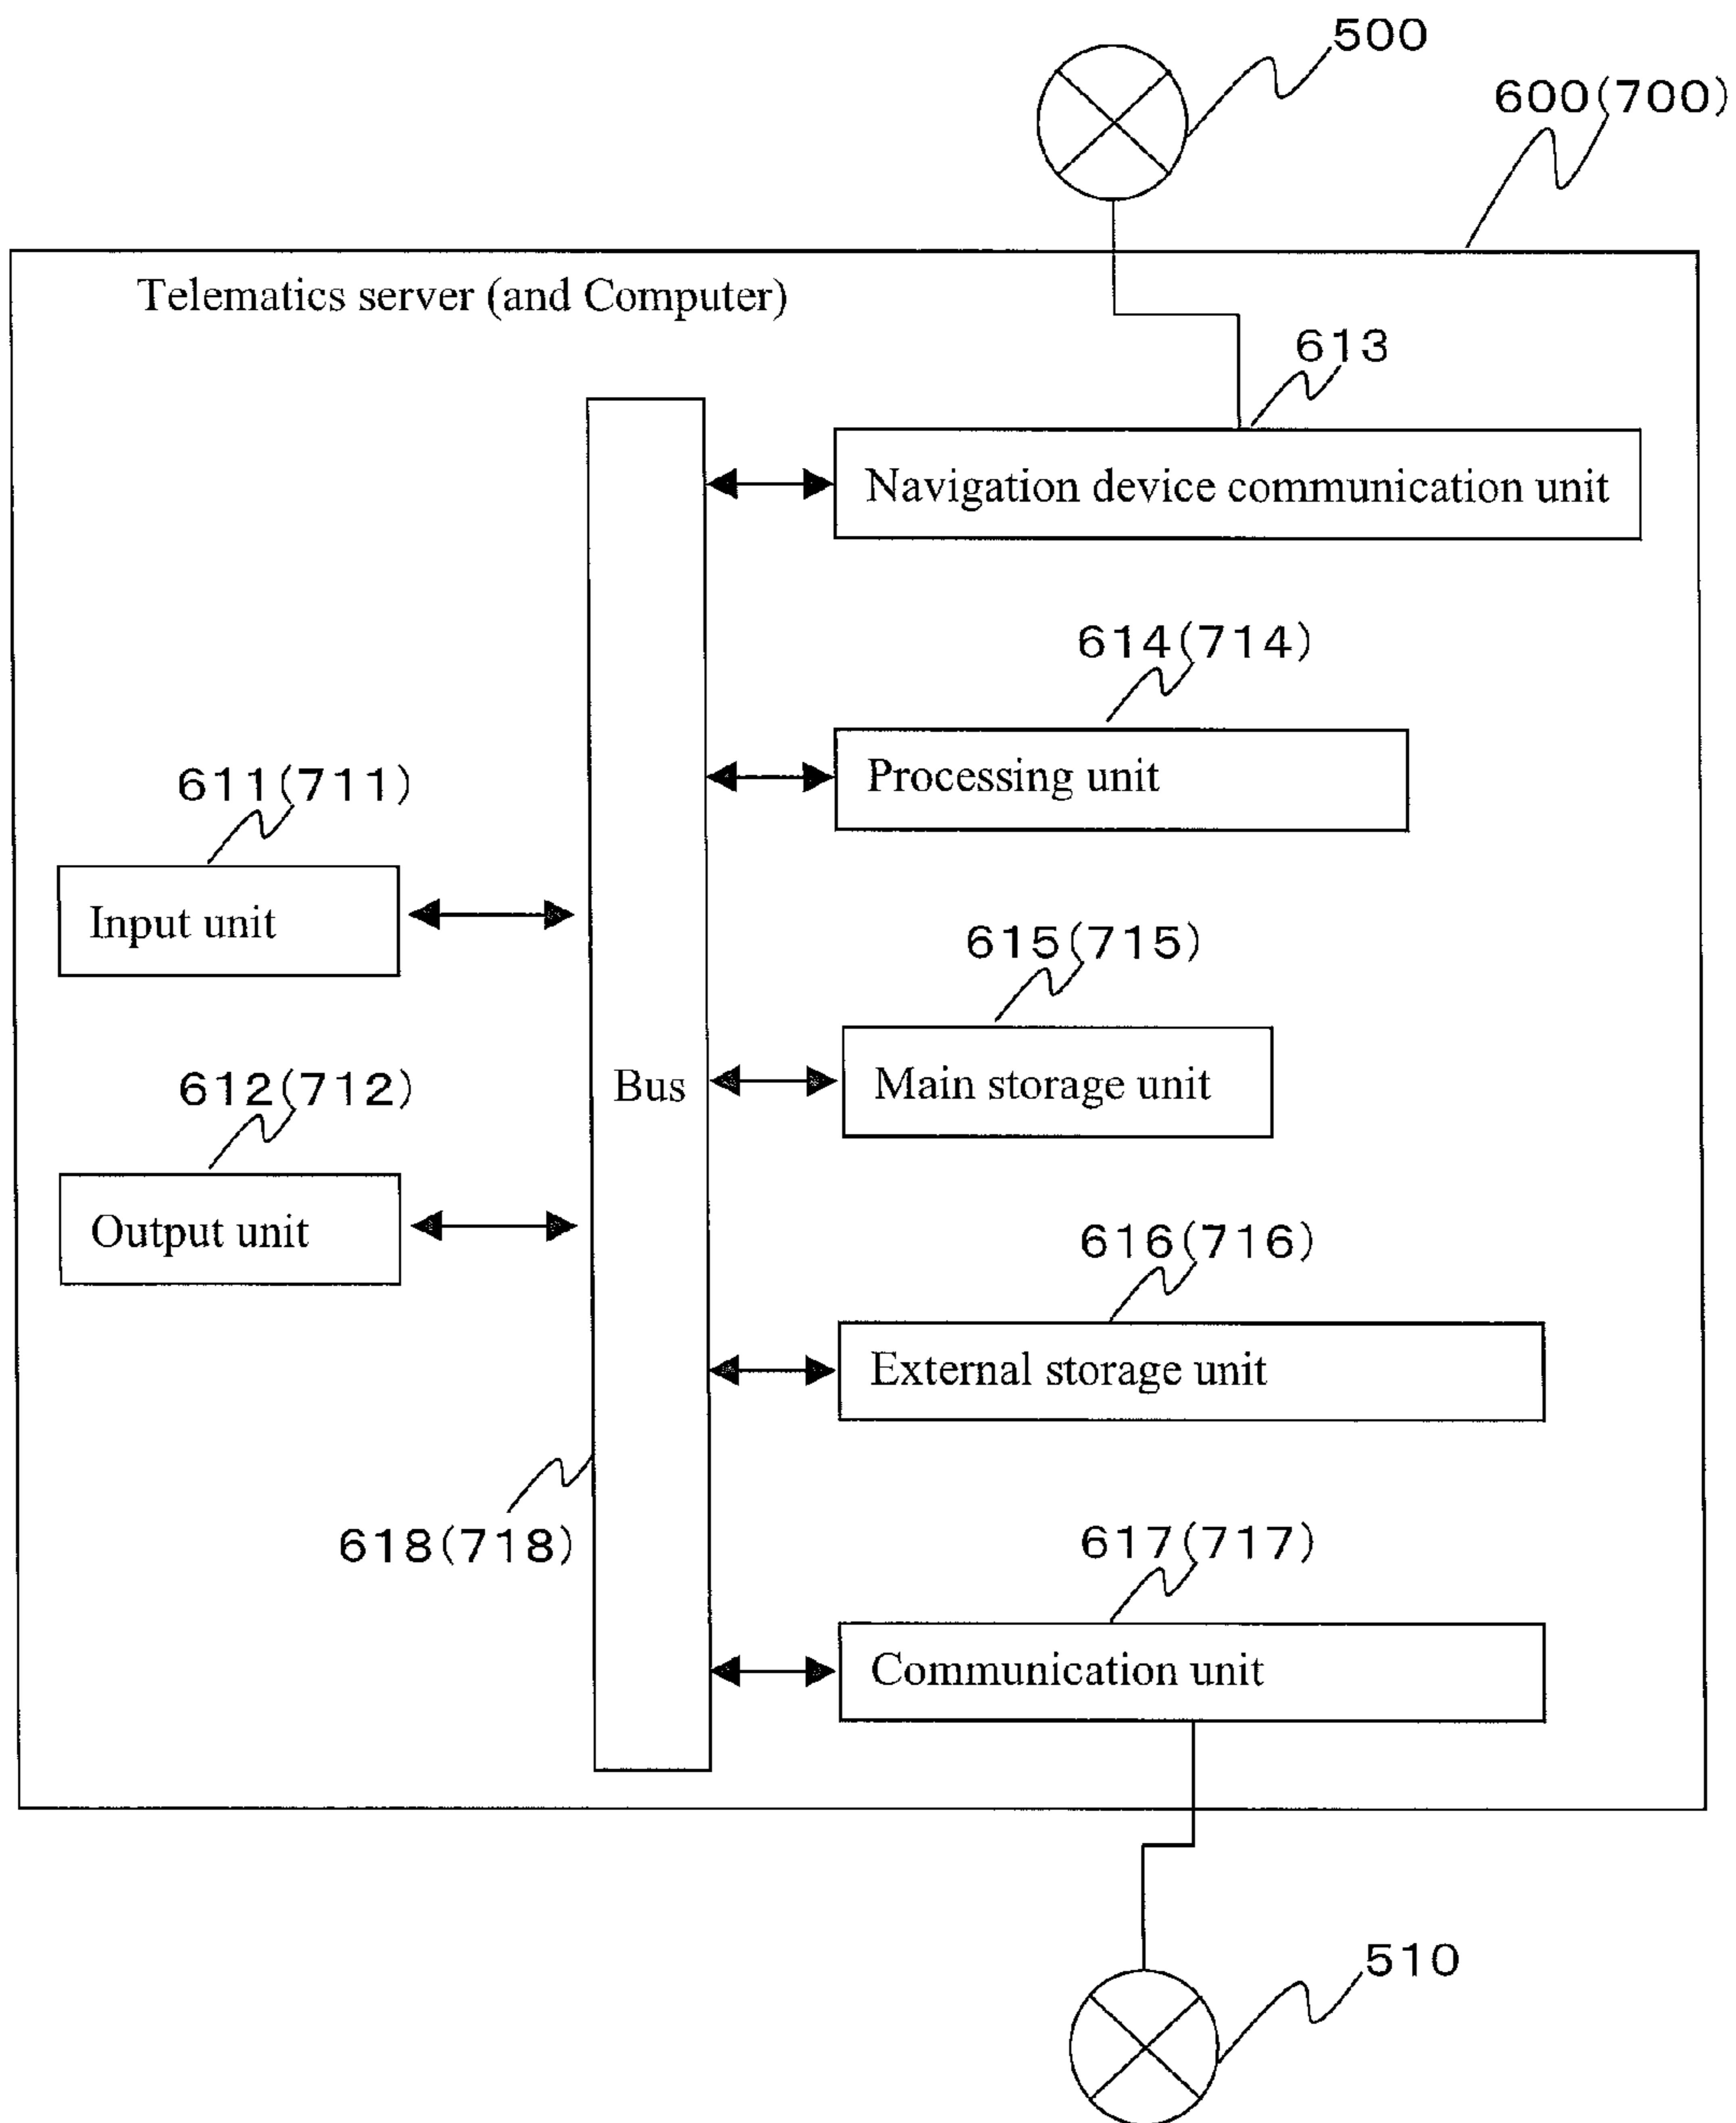 500
600(700)
Telematics server (and Computer)
613
Navigation device communication unit
614(714)
Processing unit
611(711)
Input unit
615(715)
Main storage unit
Bus
612(712)
Output unit
616(716)
External storage unit
618(718)
617(717)
Communication unit
510